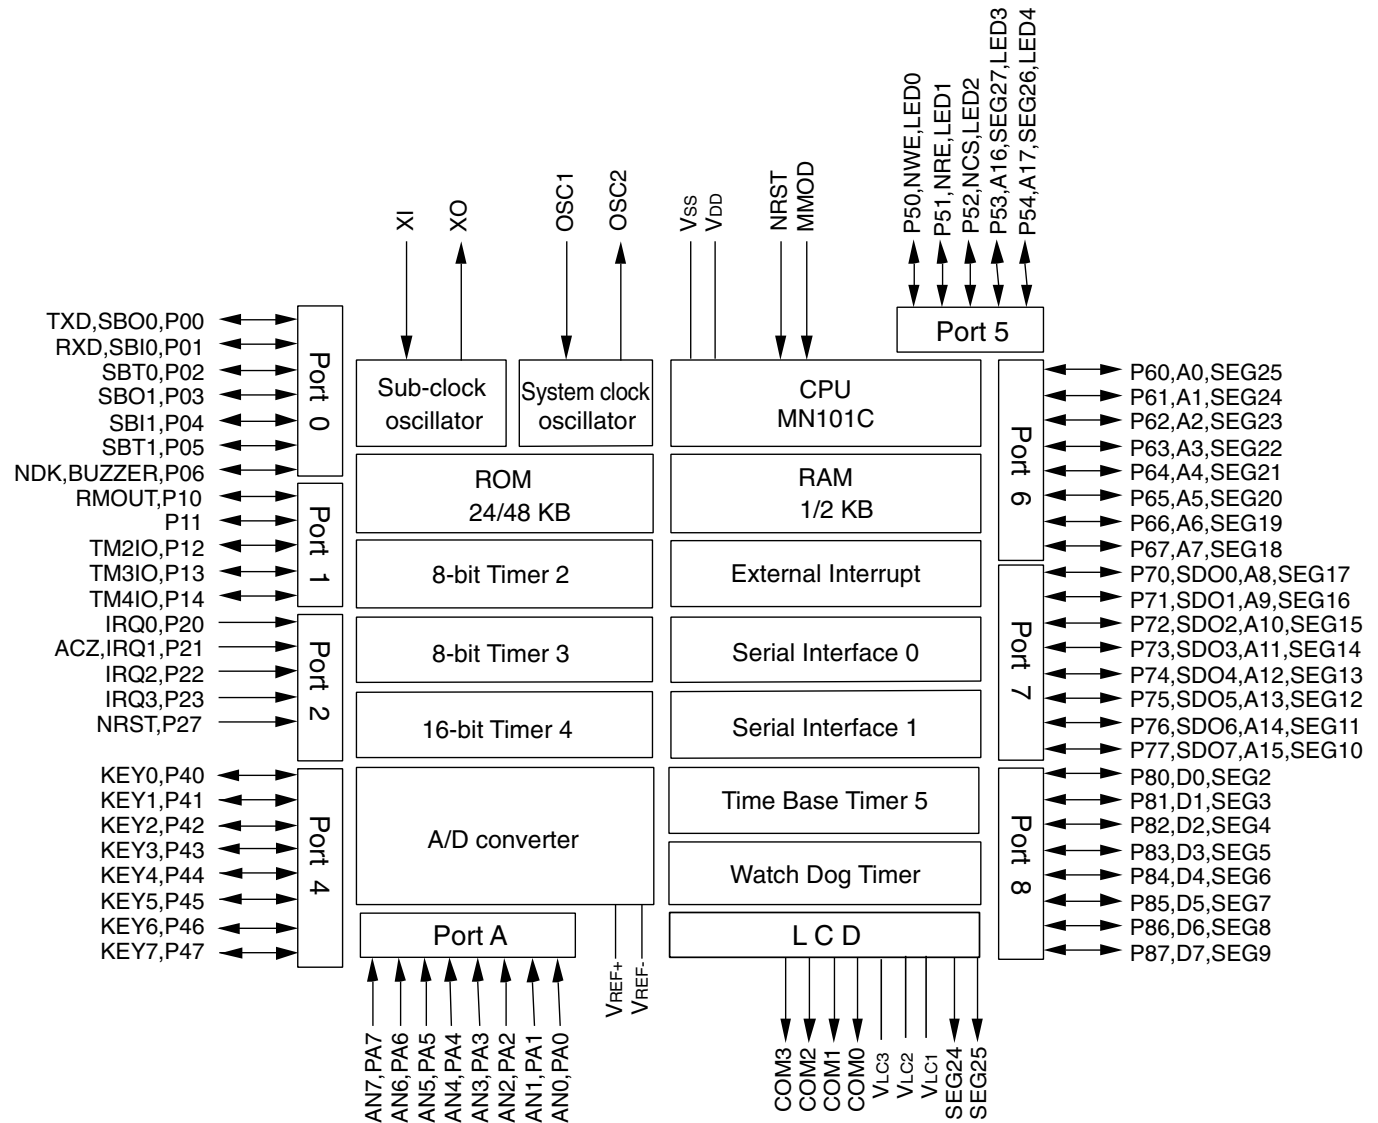 P50,NWE,LED0
P51,NRE,LED1
P52,NCS,LED2
P53,A16,SEG27,LED3
P54,A17,SEG26,LED4
XI
XO
OSC1
OSC2
VSS
VDD
NRST
MMOD
Port 5
TXD,SBO0,P00
RXD,SBI0,P01
SBT0,P02
SBO1,P03
SBI1,P04
SBT1,P05
NDK,BUZZER,P06
Port 0
RMOUT,P10
P11
TM2IO,P12
TM3IO,P13
TM4IO,P14
Port 1
IRQ0,P20
ACZ,IRQ1,P21
IRQ2,P22
IRQ3,P23
NRST,P27
Port 2
KEY0,P40
KEY1,P41
KEY2,P42
KEY3,P43
KEY4,P44
KEY5,P45
KEY6,P46
KEY7,P47
Port 4
Sub-clock
oscillator
System clock
oscillator
CPU
MN101C
ROM
24/48 KB
RAM
1/2 KB
8-bit Timer 2
External Interrupt
8-bit Timer 3
Serial Interface 0
16-bit Timer 4
Serial Interface 1
A/D converter
Time Base Timer 5
Watch Dog Timer
Port A
L C D
Port 6
P60,A0,SEG25
P61,A1,SEG24
P62,A2,SEG23
P63,A3,SEG22
P64,A4,SEG21
P65,A5,SEG20
P66,A6,SEG19
P67,A7,SEG18
Port 7
P70,SDO0,A8,SEG17
P71,SDO1,A9,SEG16
P72,SDO2,A10,SEG15
P73,SDO3,A11,SEG14
P74,SDO4,A12,SEG13
P75,SDO5,A13,SEG12
P76,SDO6,A14,SEG11
P77,SDO7,A15,SEG10
Port 8
P80,D0,SEG2
P81,D1,SEG3
P82,D2,SEG4
P83,D3,SEG5
P84,D4,SEG6
P85,D5,SEG7
P86,D6,SEG8
P87,D7,SEG9
AN7,PA7
AN6,PA6
AN5,PA5
AN4,PA4
AN3,PA3
AN2,PA2
AN1,PA1
AN0,PA0
VREF+
VREF-
COM3
COM2
COM1
COM0
VLC3
VLC2
VLC1
SEG24
SEG25